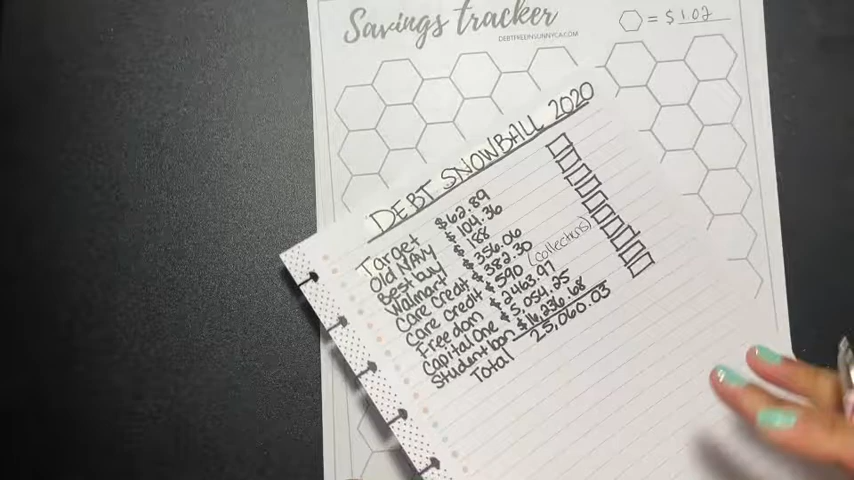 Savings tracker
DEBTFREEINSUNNYCA.COM
= $ 1.02
DEBT SNOWBALL 2020
Target $62.89
Old NAVY $104.36
Best buy $188
Walmart $356.06
Care Credit $382.30
Care Credit $590 (collections)
Freedom $2463.97
Capital One $5,054.25
Student loan $16,236.68
Total 25,060.03